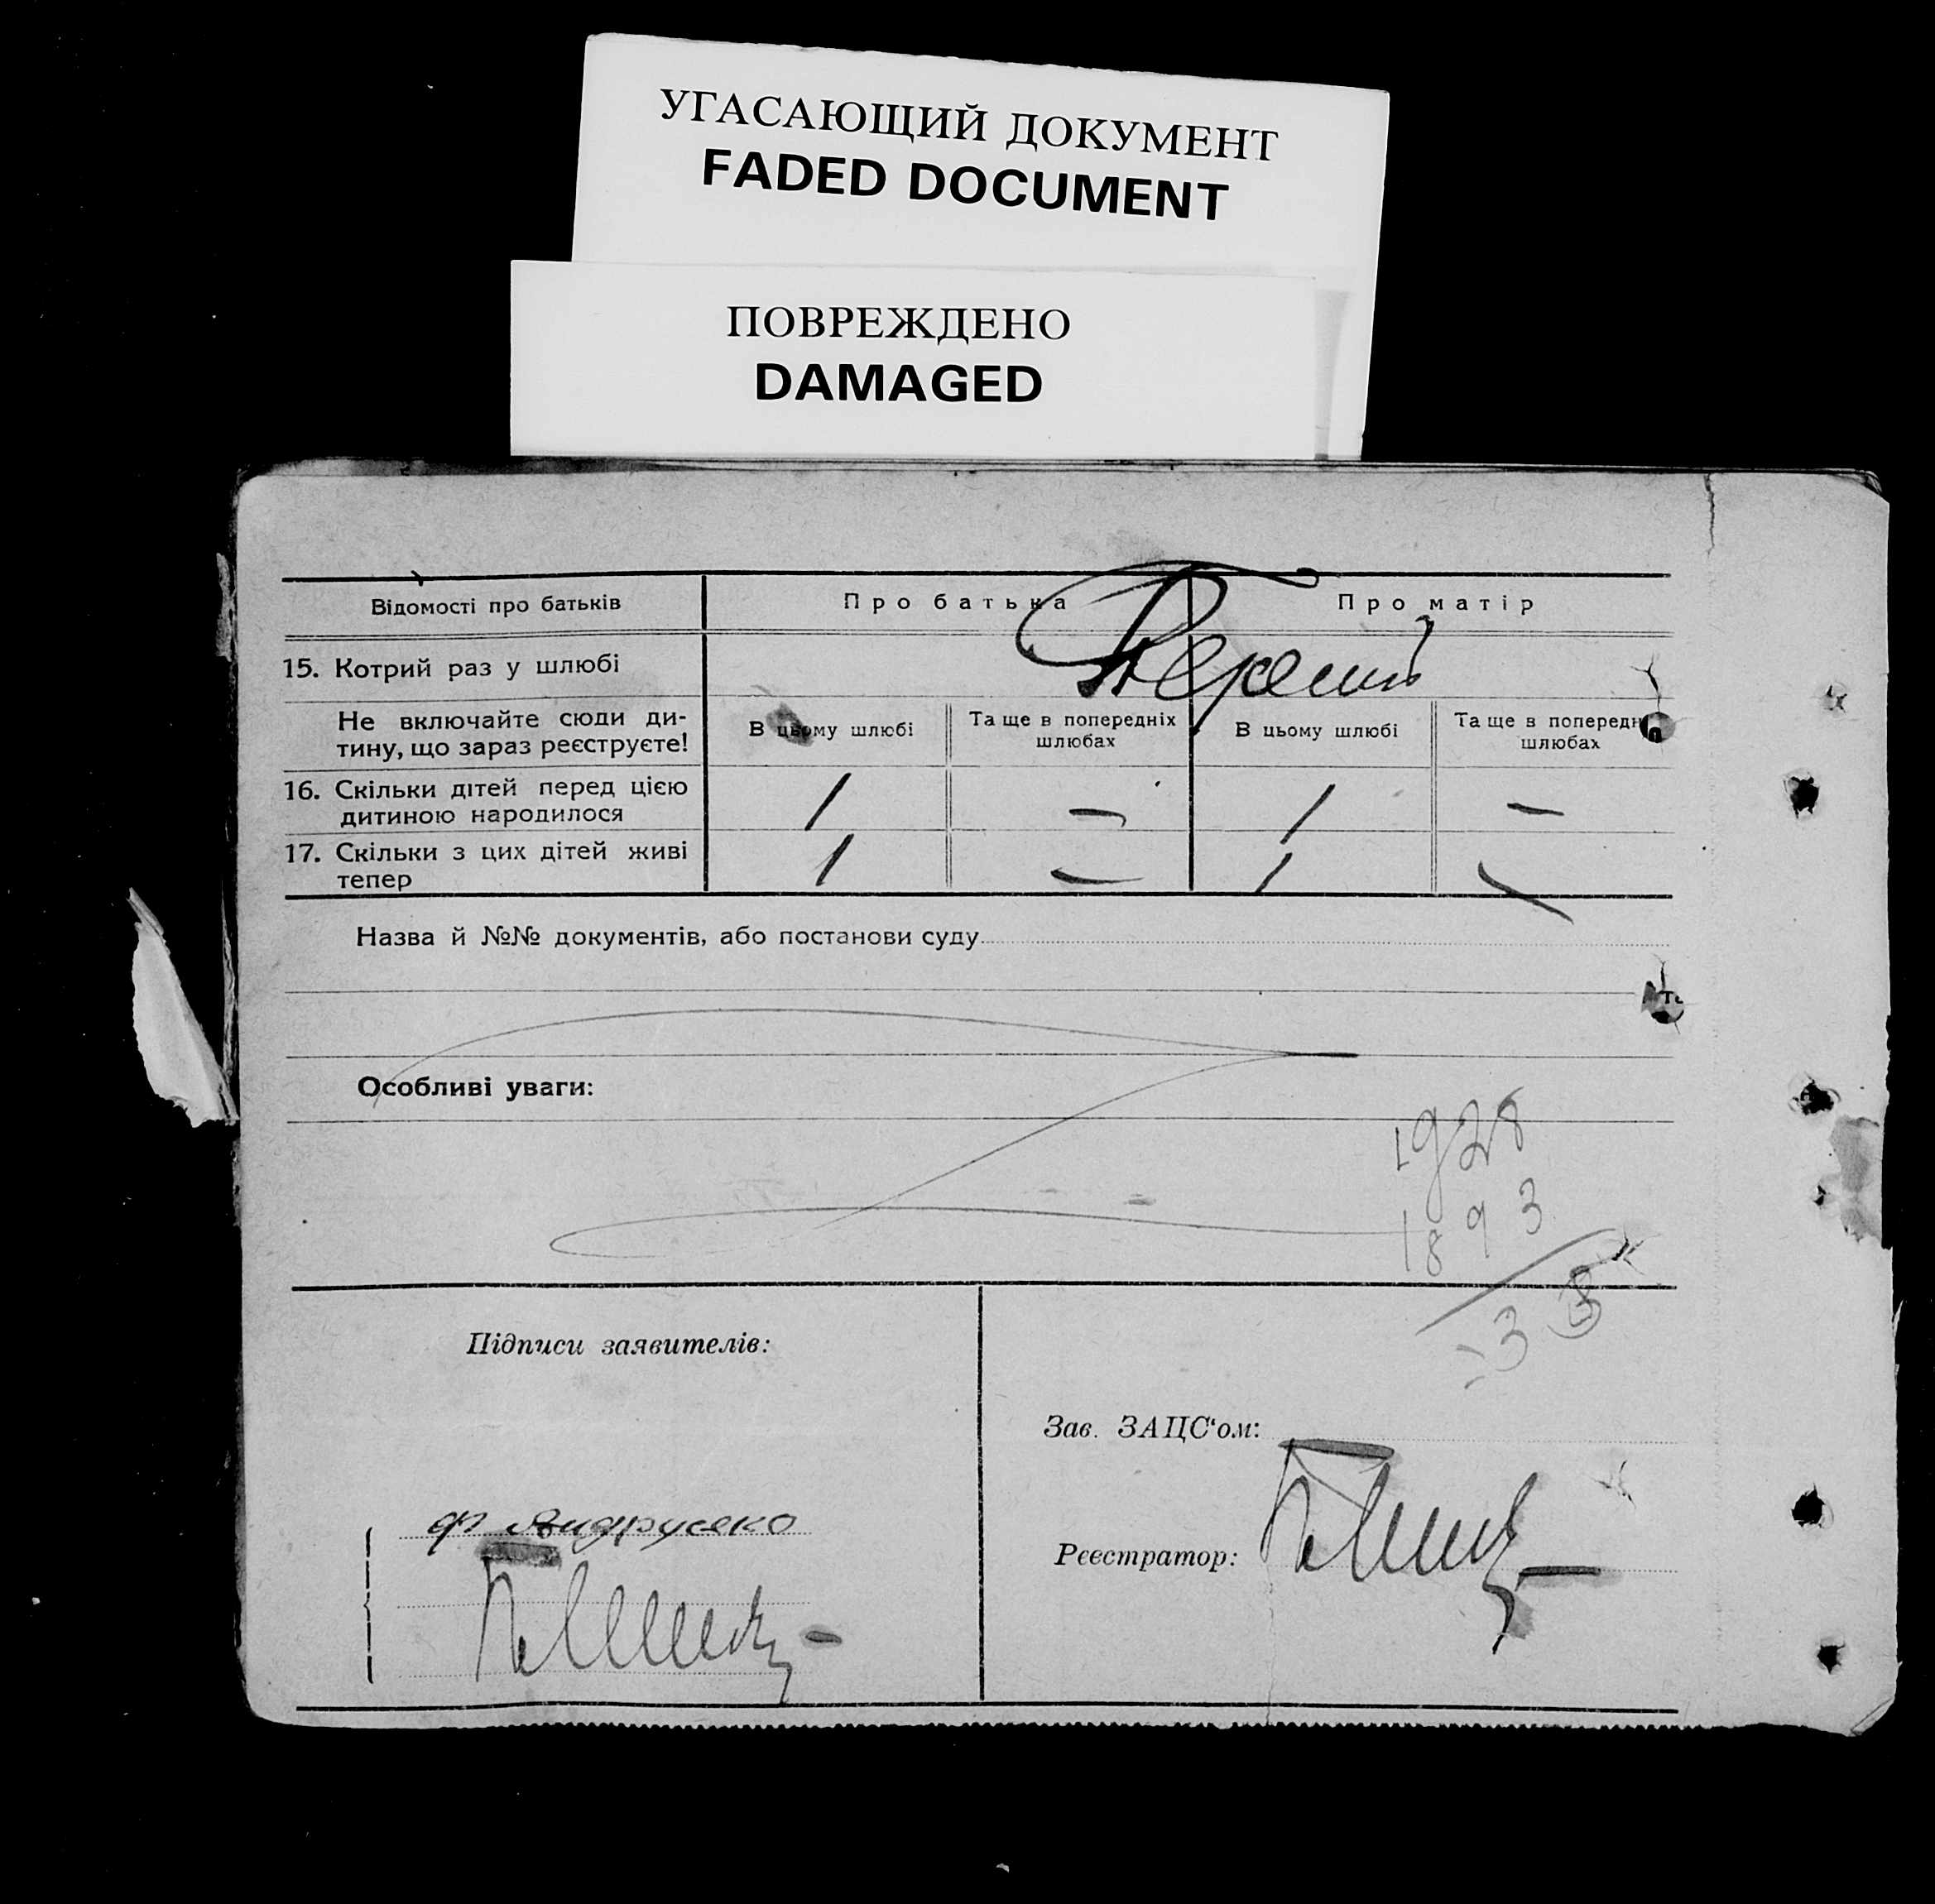 УГАСАЮЩИЙ ДОКУМЕНТ
FADED DOCUMENT
ПОВРЕЖДЕНО
DAMAGED
Відомості про батьків
Про батька
Про матір
15. Котрий раз у шлюбі
Не включайте сюди ди-
тину, що зараз реєструєте!
В цьому шлюбі
Та ще в попередніх
шлюбах
В цьому шлюбі
Та ще в попередн
шлюбах
16. Скільки дітей перед цією
дитиною народилося
1 — 1 —
17. Скільки з цих дітей живі
тепер
1 — 1 —
Назва й №№ документів, або постанови суду
Особливі уваги:
1928
1893
Підписи заявителів:
Зав. ЗАЦС‘ом:
Реєстратор: